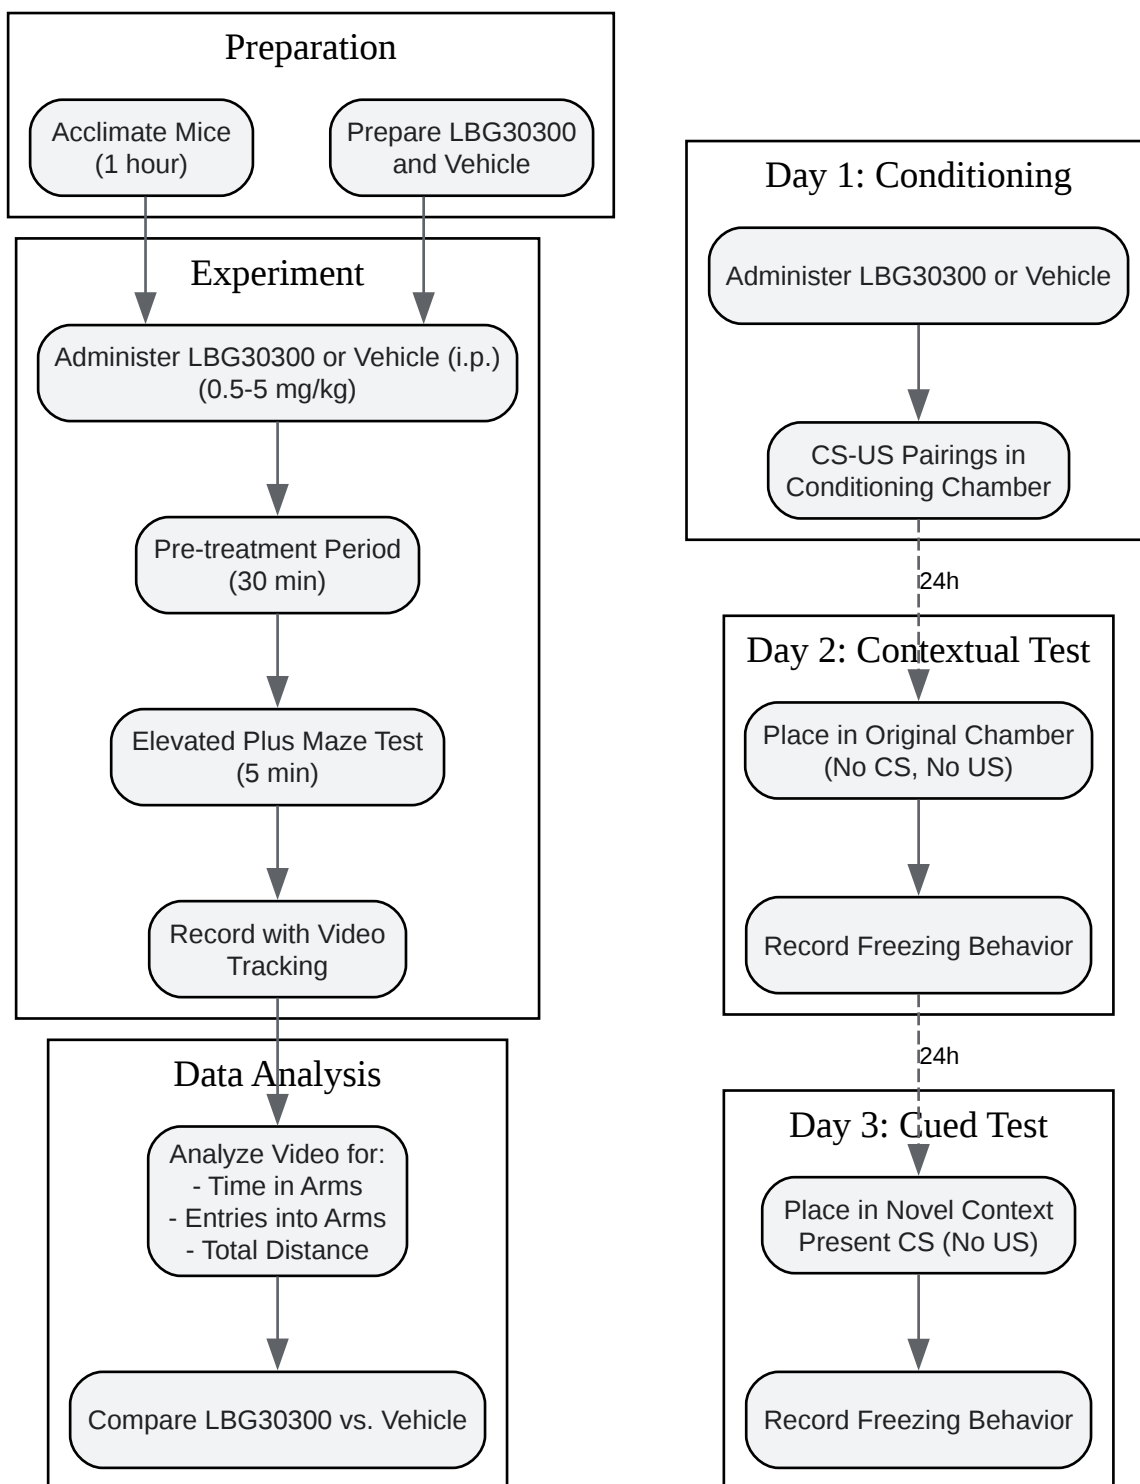 Preparation
Acclimate Mice
(1 hour)
Prepare LBG30300
and Vehicle
Experiment
Administer LBG30300 or Vehicle (i.p.)
(0.5-5 mg/kg)
Pre-treatment Period
(30 min)
Elevated Plus Maze Test
(5 min)
Record with Video
Tracking
Data Analysis
Analyze Video for:
- Time in Arms
- Entries into Arms
- Total Distance
Compare LBG30300 vs. Vehicle
Day 1: Conditioning
Administer LBG30300 or Vehicle
CS-US Pairings in
Conditioning Chamber
24h
Day 2: Contextual Test
Place in Original Chamber
(No CS, No US)
Record Freezing Behavior
24h
Day 3: Cued Test
Place in Novel Context
Present CS (No US)
Record Freezing Behavior